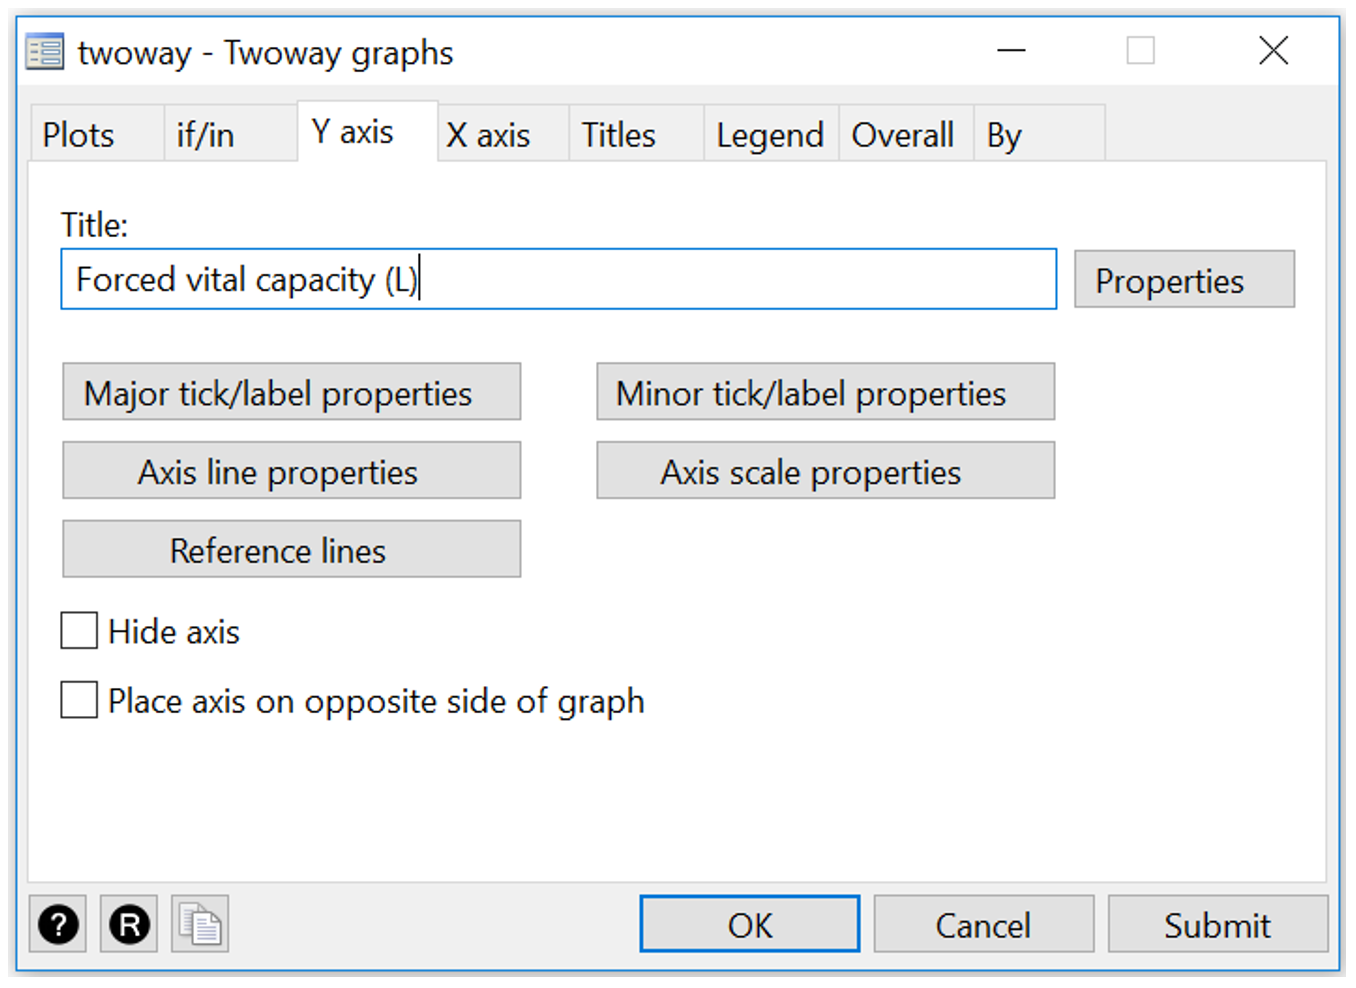 twoway - Twoway graphs
Plots if/in Y axis X axis Titles Legend Overall By
Title:
Forced vital capacity (L) Properties
Major tick/label properties Minor tick/label properties
Axis line properties Axis scale properties
Reference lines
Hide axis
Place axis on opposite side of graph
? R OK Cancel Submit